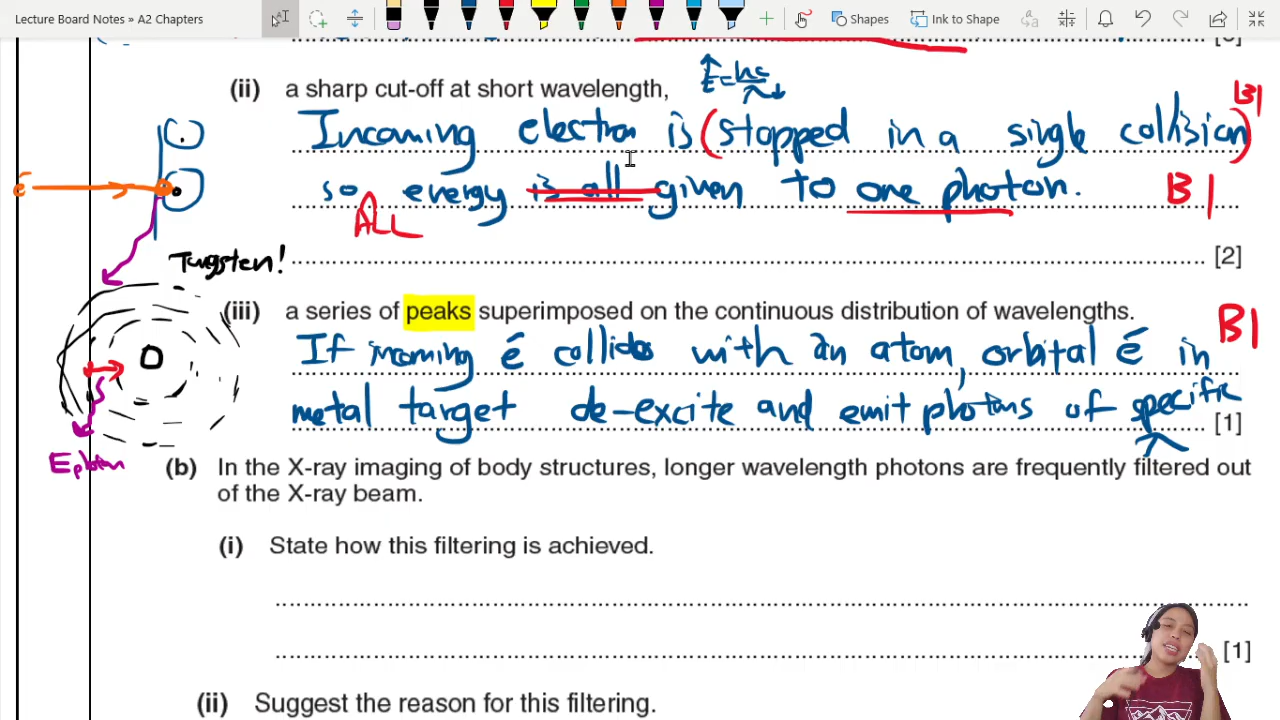 Lecture Board Notes » A2 Chapters
Shapes
Ink to Shape
(ii) a sharp cut-off at short wavelength,
E = hc/λ
B1
Incoming electron is (stopped in a single collision)
so energy is all given to one photon. B1
ALL
[2]
Tungsten!
(iii) a series of peaks superimposed on the continuous distribution of wavelengths.
B1
If incoming é collides with an atom, orbital é in
metal target de-excite and emit photons of specific
λ
[1]
E photon
(b) In the X-ray imaging of body structures, longer wavelength photons are frequently filtered out
of the X-ray beam.
(i) State how this filtering is achieved.
[1]
(ii) Suggest the reason for this filtering.